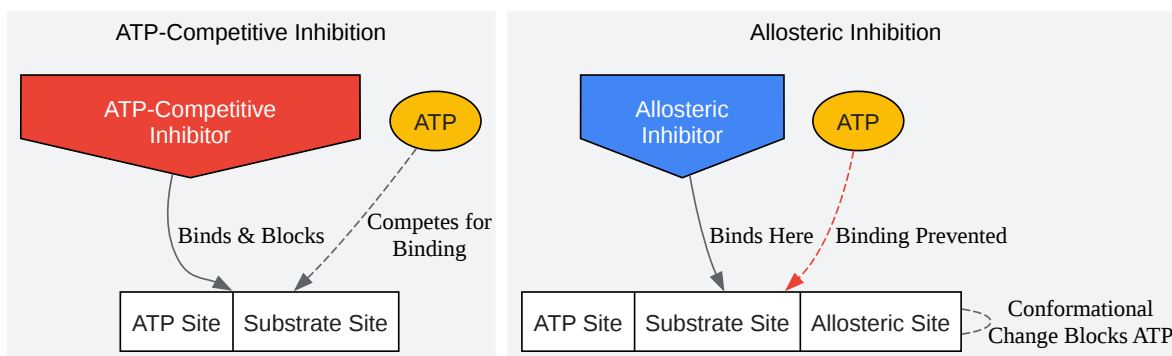 ATP-Competitive Inhibition
ATP-Competitive
Inhibitor
ATP
Binds & Blocks
Competes for
Binding
ATP Site
Substrate Site
Allosteric Inhibition
Allosteric
Inhibitor
ATP
Binds Here
Binding Prevented
ATP Site
Substrate Site
Allosteric Site
Conformational
Change Blocks ATP